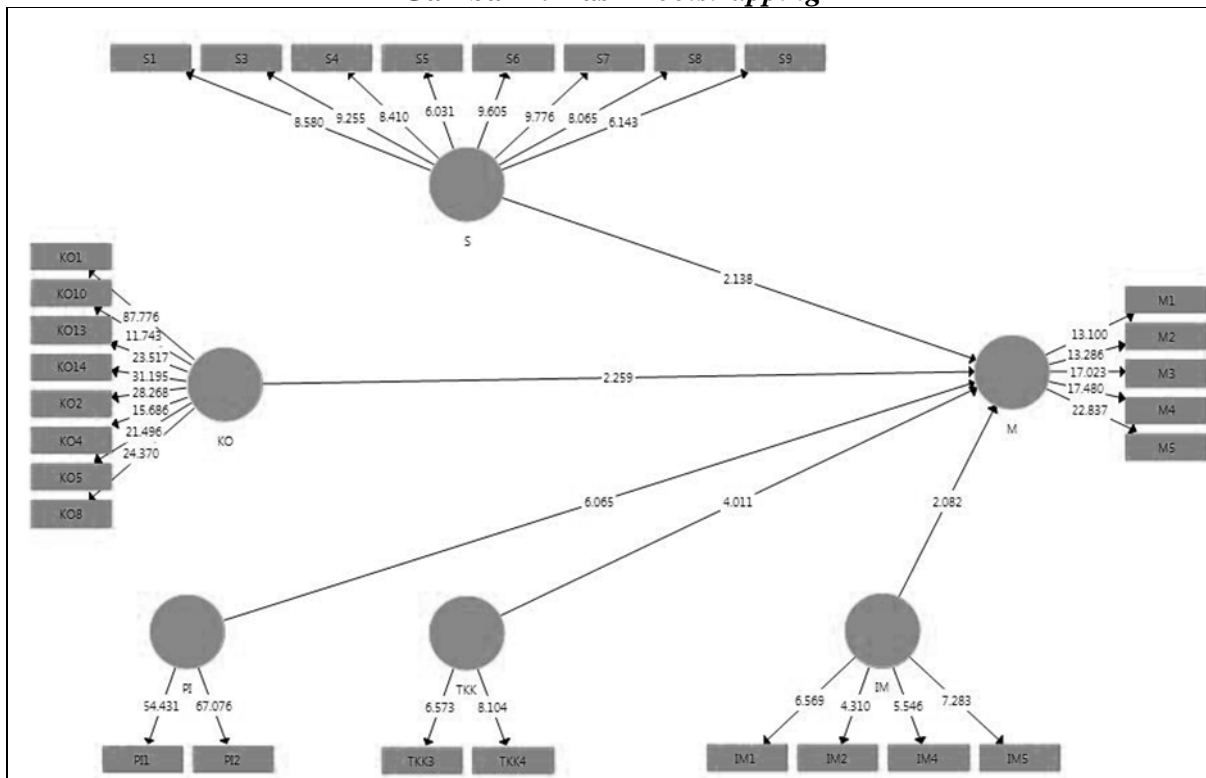 S1 S3 S4 S5 S6 S7 S8 S9
8.580 9.255 8.410 6.031 9.605 9.776 8.065 6.143
S
2.138
KO1
KO10
KO13
KO14
KO2
KO4
KO5
KO8
87.776
11.743
23.517
31.195
28.268
15.686
21.496
24.370
KO
2.259
M1
M2
M3
M4
M5
13.100
13.286
17.023
17.480
22.837
M
6.065
4.011
2.082
PI
54.431 67.076
PI1 PI2
TKK
6.573 8.104
TKK3 TKK4
IM
6.569 4.310 5.546 7.283
IM1 IM2 IM4 IM5